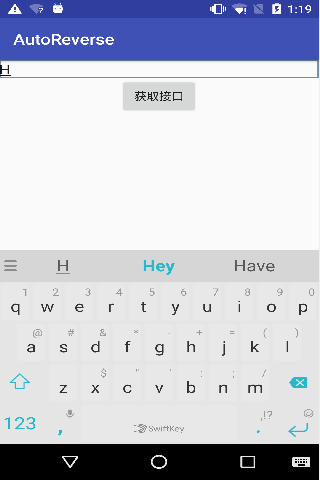 1:19
AutoReverse
H
获取接口
H Hey Have
1 2 3 4 5 6 7 8 9 0
q w e r t y u i o p
@ # & * - + = ( )
a s d f g h j k l
$ " ' : ; /
z x c v b n m
123 , SwiftKey . ,!?